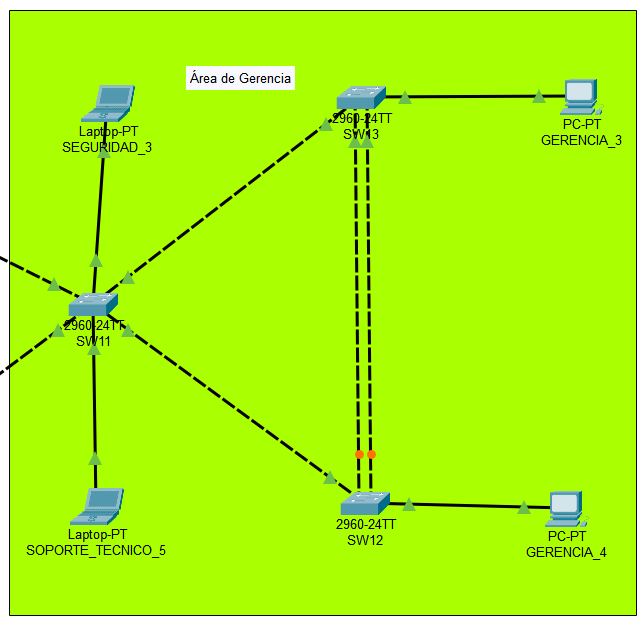 Área de Gerencia
Laptop-PT
SEGURIDAD_3
2960-24TT
SW13
PC-PT
GERENCIA_3
2960-24TT
SW11
Laptop-PT
SOPORTE_TECNICO_5
2960-24TT
SW12
PC-PT
GERENCIA_4